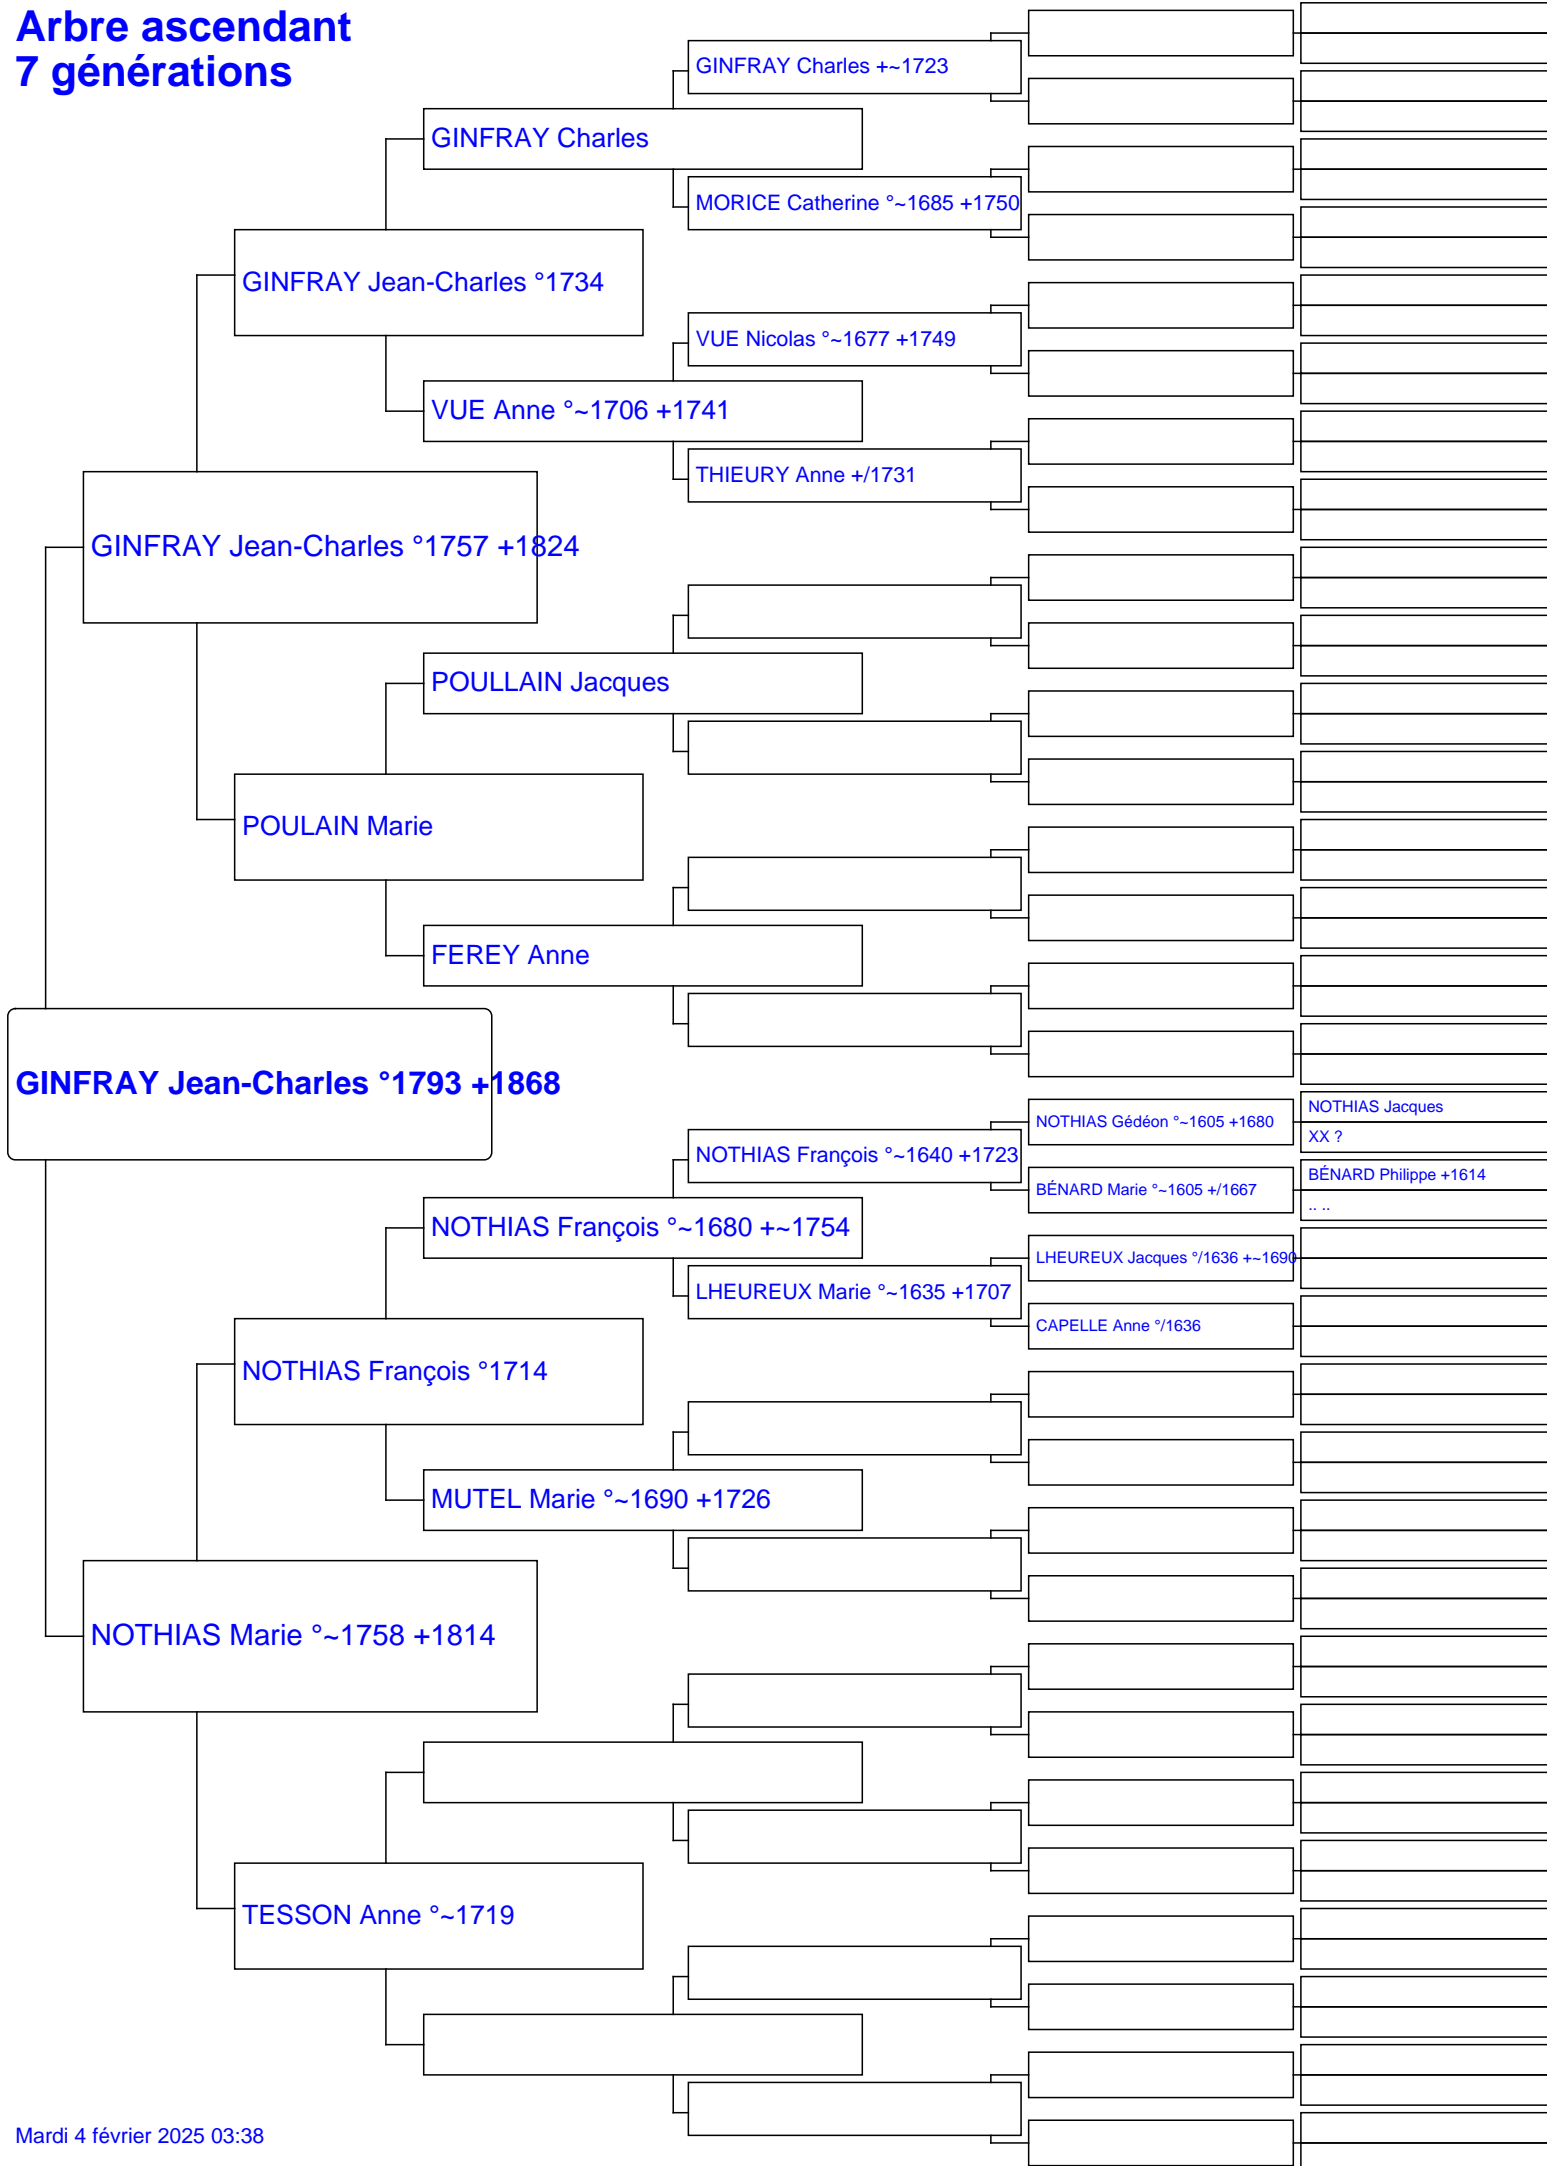 Arbre ascendant
7 générations
GINFRAY Charles +~1723
GINFRAY Charles
MORICE Catherine °~1685 +1750
GINFRAY Jean-Charles °1734
VUE Nicolas °~1677 +1749
VUE Anne °~1706 +1741
THIEURY Anne +/1731
GINFRAY Jean-Charles °1757 +1824
POULLAIN Jacques
POULAIN Marie
FEREY Anne
GINFRAY Jean-Charles °1793 +1868
NOTHIAS Jacques
NOTHIAS Gédéon °~1605 +1680
XX ?
NOTHIAS François °~1640 +1723
BÉNARD Philippe +1614
BÉNARD Marie °~1605 +/1667
.. ..
NOTHIAS François °~1680 +~1754
LHEUREUX Jacques °/1636 +~1690
LHEUREUX Marie °~1635 +1707
CAPELLE Anne °/1636
NOTHIAS François °1714
MUTEL Marie °~1690 +1726
NOTHIAS Marie °~1758 +1814
TESSON Anne °~1719
Mardi 4 février 2025 03:38